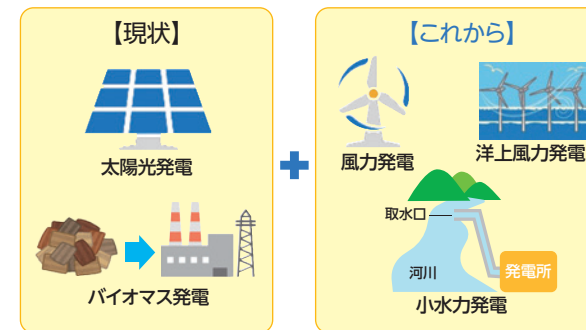 【現状】
太陽光発電
バイオマス発電
【これから】
風力発電
洋上風力発電
取水口
河川
発電所
小水力発電